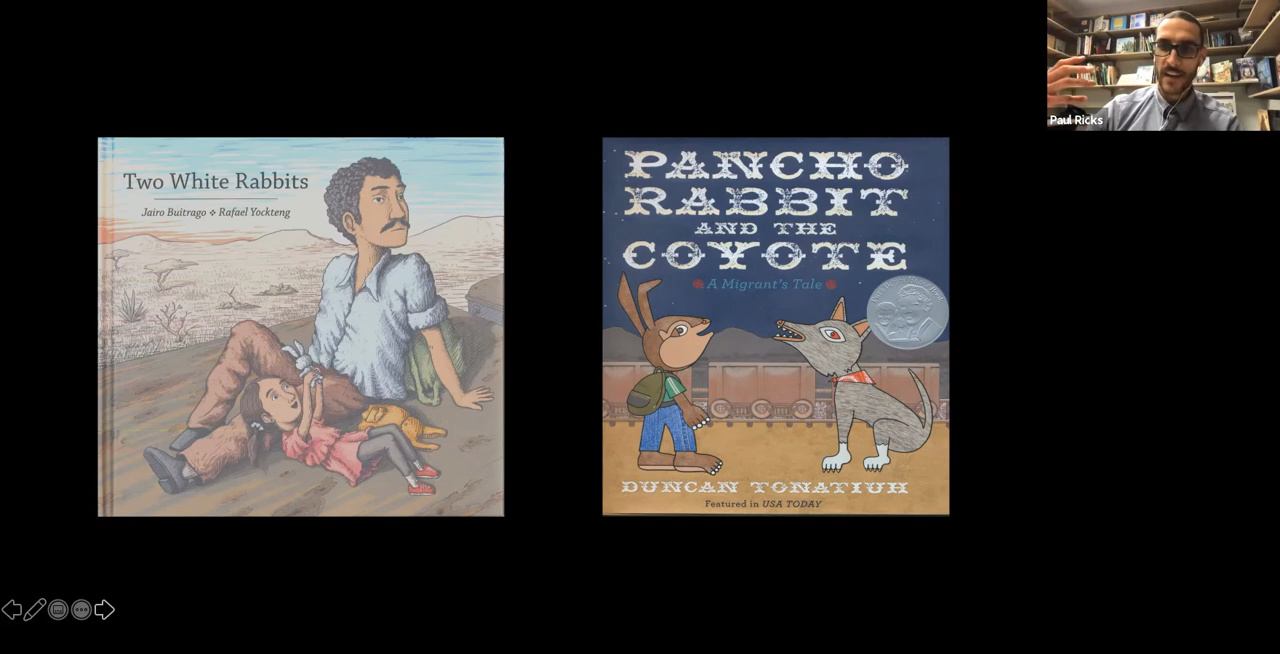 Two White Rabbits
Jairo Buitrago ❖ Rafael Yockteng
PANCHO
RABBIT
AND THE
COYOTE
A Migrant's Tale
DUNCAN TONATIUH
Featured in USA TODAY
Paul Ricks